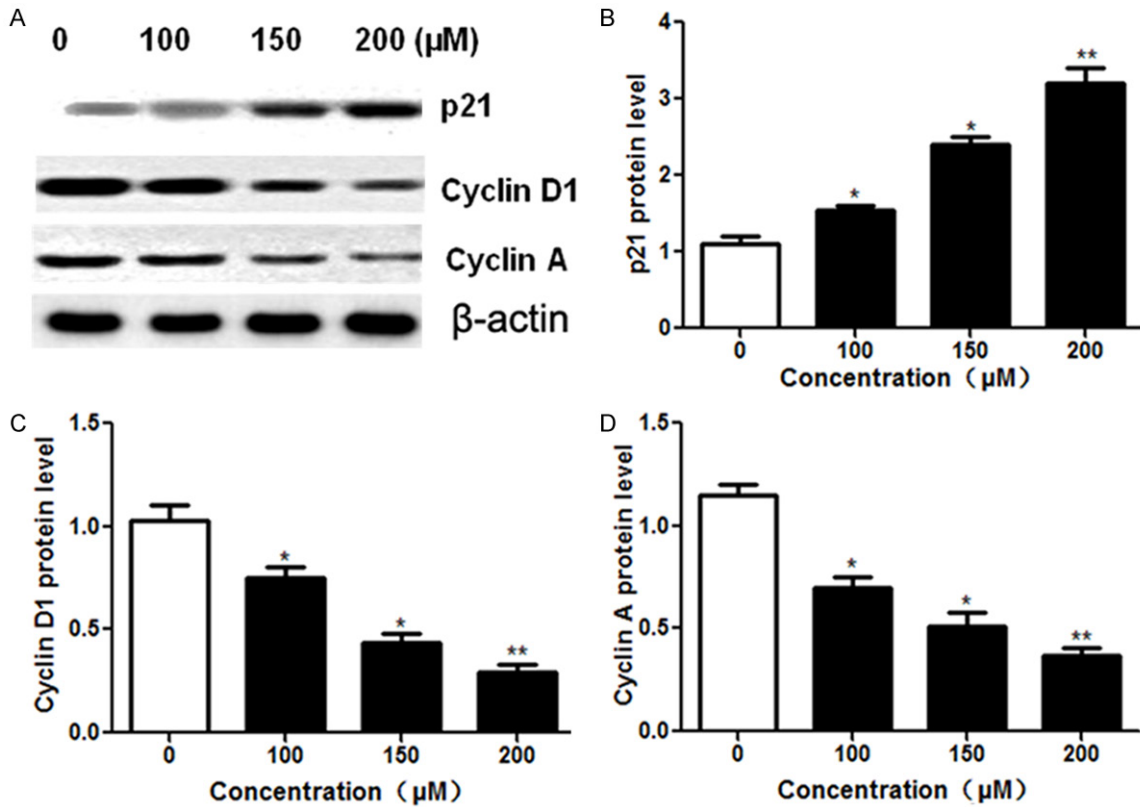 A
0 100 150 200 (µM)
p21
Cyclin D1
Cyclin A
β-actin
B
p21 protein level
4
3
2
1
0
* * **
0 100 150 200
Concentration（µM）
C
Cyclin D1 protein level
1.5
1.0
0.5
0.0
* * **
0 100 150 200
Concentration（µM）
D
Cyclin A protein level
1.5
1.0
0.5
0.0
* * **
0 100 150 200
Concentration（µM）